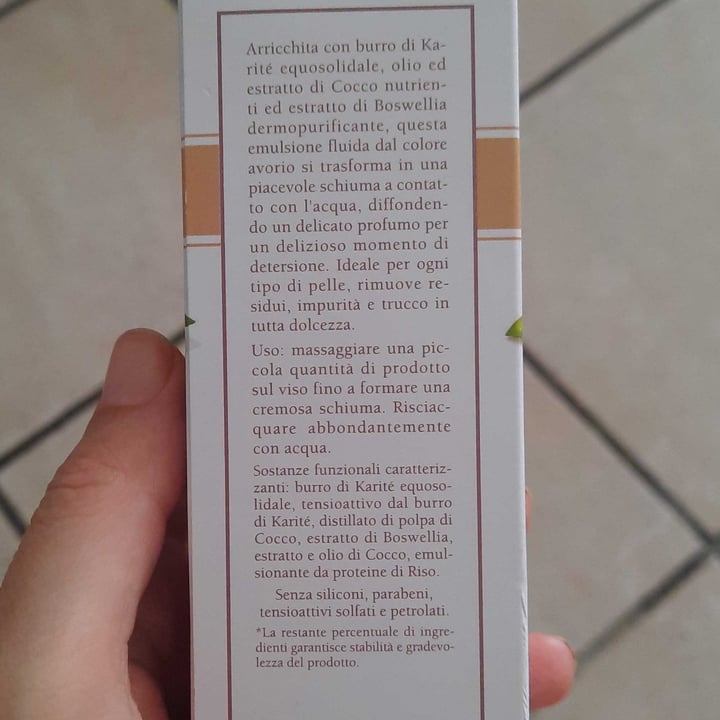 Arricchita con burro di Ka-
rité equosolidale, olio ed
estratto di Cocco nutrien-
ti ed estratto di Boswellia
dermopurificante, questa
emulsione fluida dal colore
avorio si trasforma in una
piacevole schiuma a contat-
to con l'acqua, diffonden-
do un delicato profumo per
un delizioso momento di
detersione. Ideale per ogni
tipo di pelle, rimuove re-
sidui, impurità e trucco in
tutta dolcezza.
Uso: massaggiare una pic-
cola quantità di prodotto
sul viso fino a formare una
cremosa schiuma. Risciac-
quare abbondantemente
con acqua.
Sostanze funzionali caratteriz-
zanti: burro di Karité equoso-
lidale, tensioattivo dal burro
di Karité, distillato di polpa di
Cocco, estratto di Boswellia,
estratto e olio di Cocco, emul-
sionante da proteine di Riso.
Senza siliconi, parabeni,
tensioattivi solfati e petrolati.
*La restante percentuale di ingre-
dienti garantisce stabilità e gradevo-
lezza del prodotto.